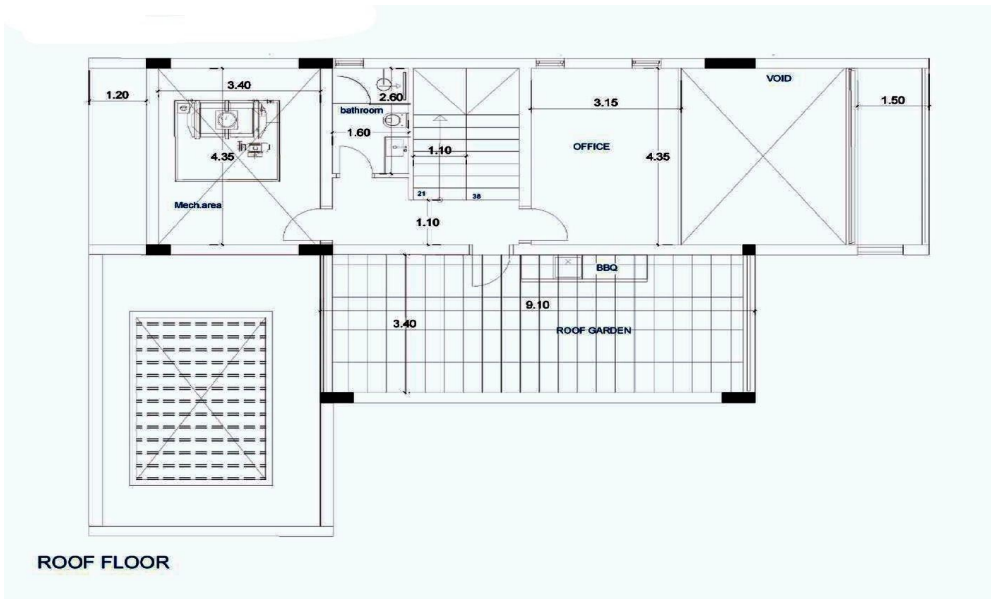 VOID
3.40
1.20
2.60
3.15
1.50
bathroom
1.60
OFFICE
4.35
1.10
4.35
21
38
Mech.area
1.10
BBQ
9.10
3.40
ROOF GARDEN
ROOF FLOOR